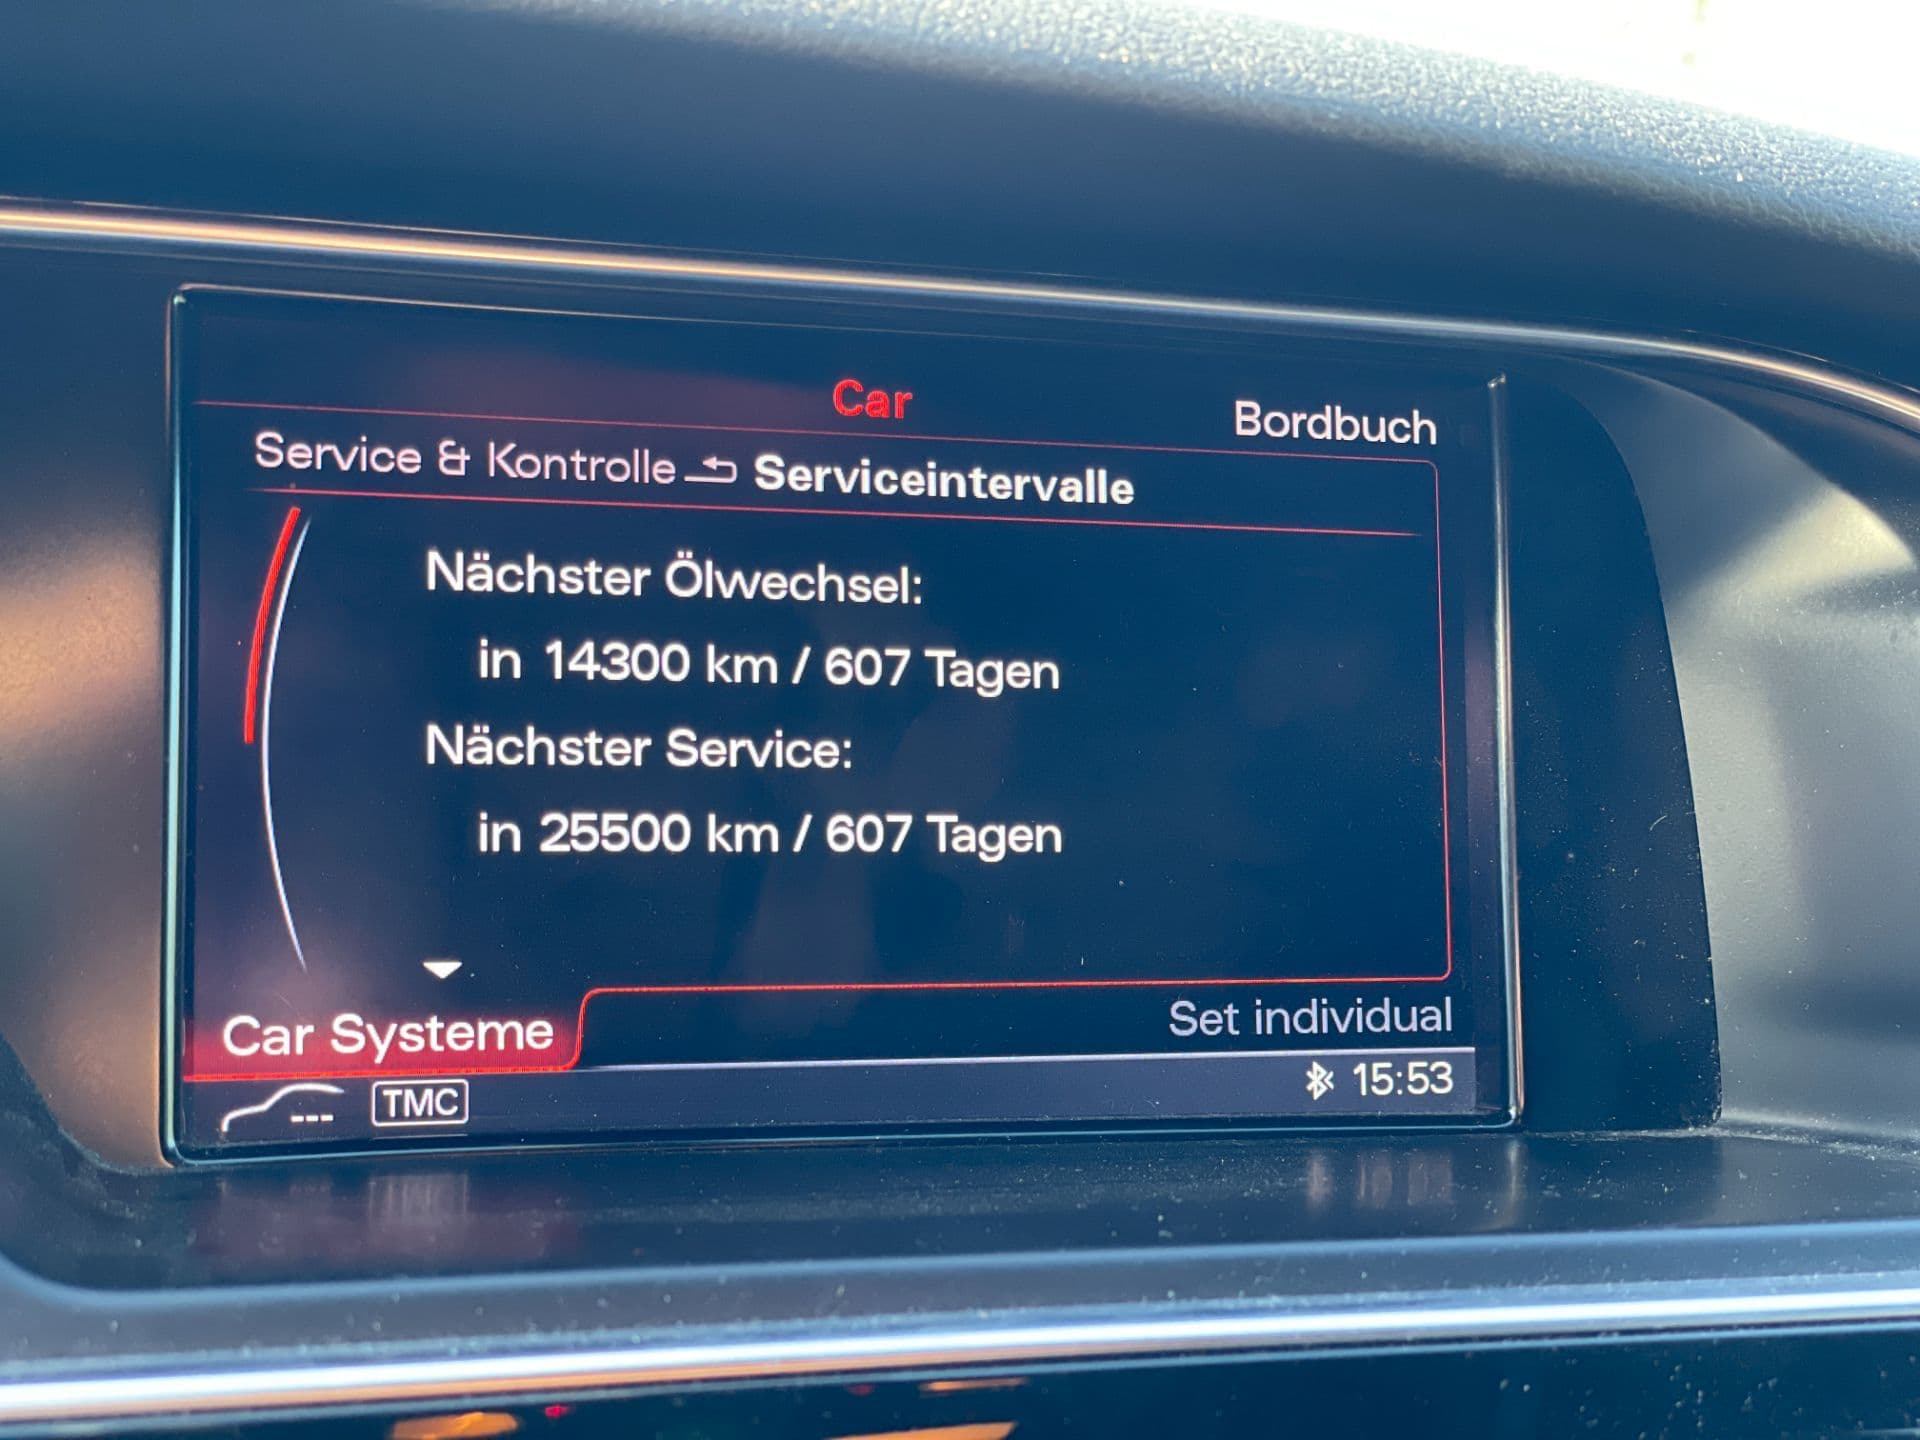 Car
Bordbuch
Service & Kontrolle Serviceintervalle
Nächster Ölwechsel:
in 14300 km / 607 Tagen
Nächster Service:
in 25500 km / 607 Tagen
Car Systeme
Set individual
--- TMC 15:53